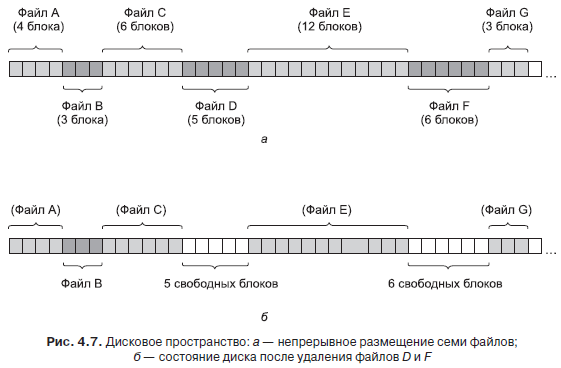 Файл A Файл C Файл E Файл G
(4 блока) (6 блоков) (12 блоков) (3 блока)
...
Файл B Файл D Файл F
(3 блока) (5 блоков) (6 блоков)
а
(Файл A) (Файл C) (Файл E) (Файл G)
...
Файл B 5 свободных блоков 6 свободных блоков
б
Рис. 4.7. Дисковое пространство: а — непрерывное размещение семи файлов;
б — состояние диска после удаления файлов D и F